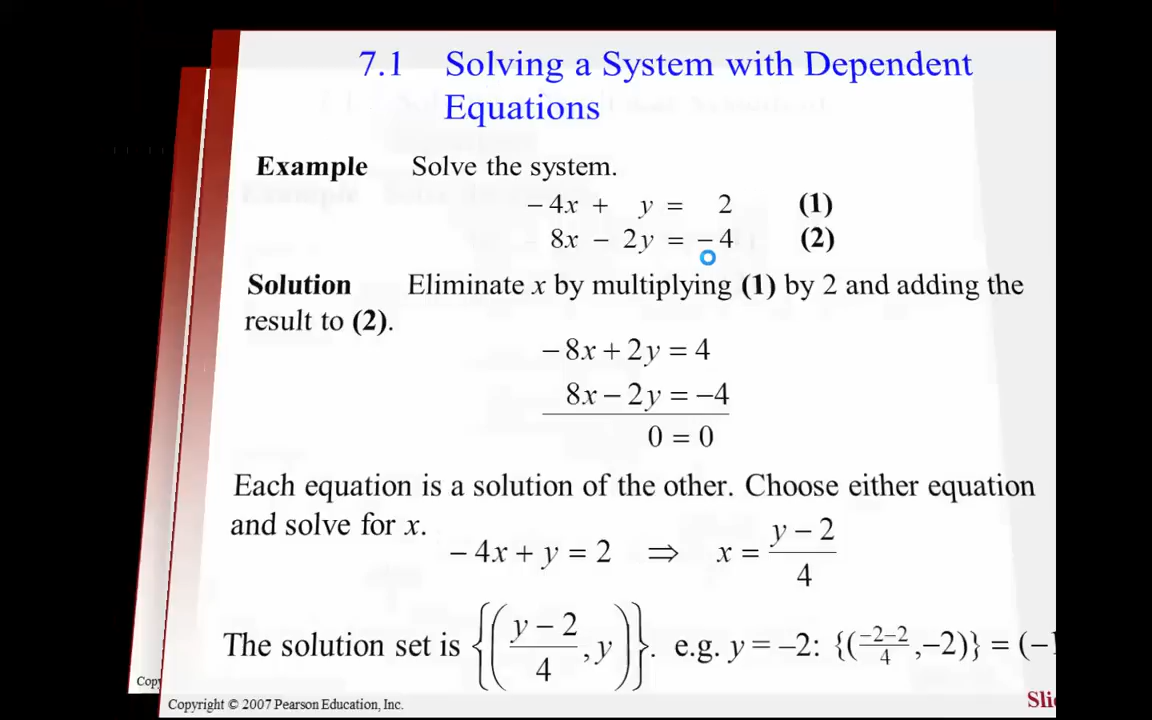 7.1 Solving a System with Dependent
Equations
Example Solve the system.
−4x + y = 2 (1)
8x − 2y = −4 (2)
Solution Eliminate x by multiplying (1) by 2 and adding the
result to (2).
−8x + 2y = 4
8x − 2y = −4
0 = 0
Each equation is a solution of the other. Choose either equation
and solve for x.
−4x + y = 2 ⇒ x = (y − 2)/4
The solution set is {((y − 2)/4, y)}. e.g. y = −2: {((−2−2)/4, −2)} = (−1
Copyright © 2007 Pearson Education, Inc.